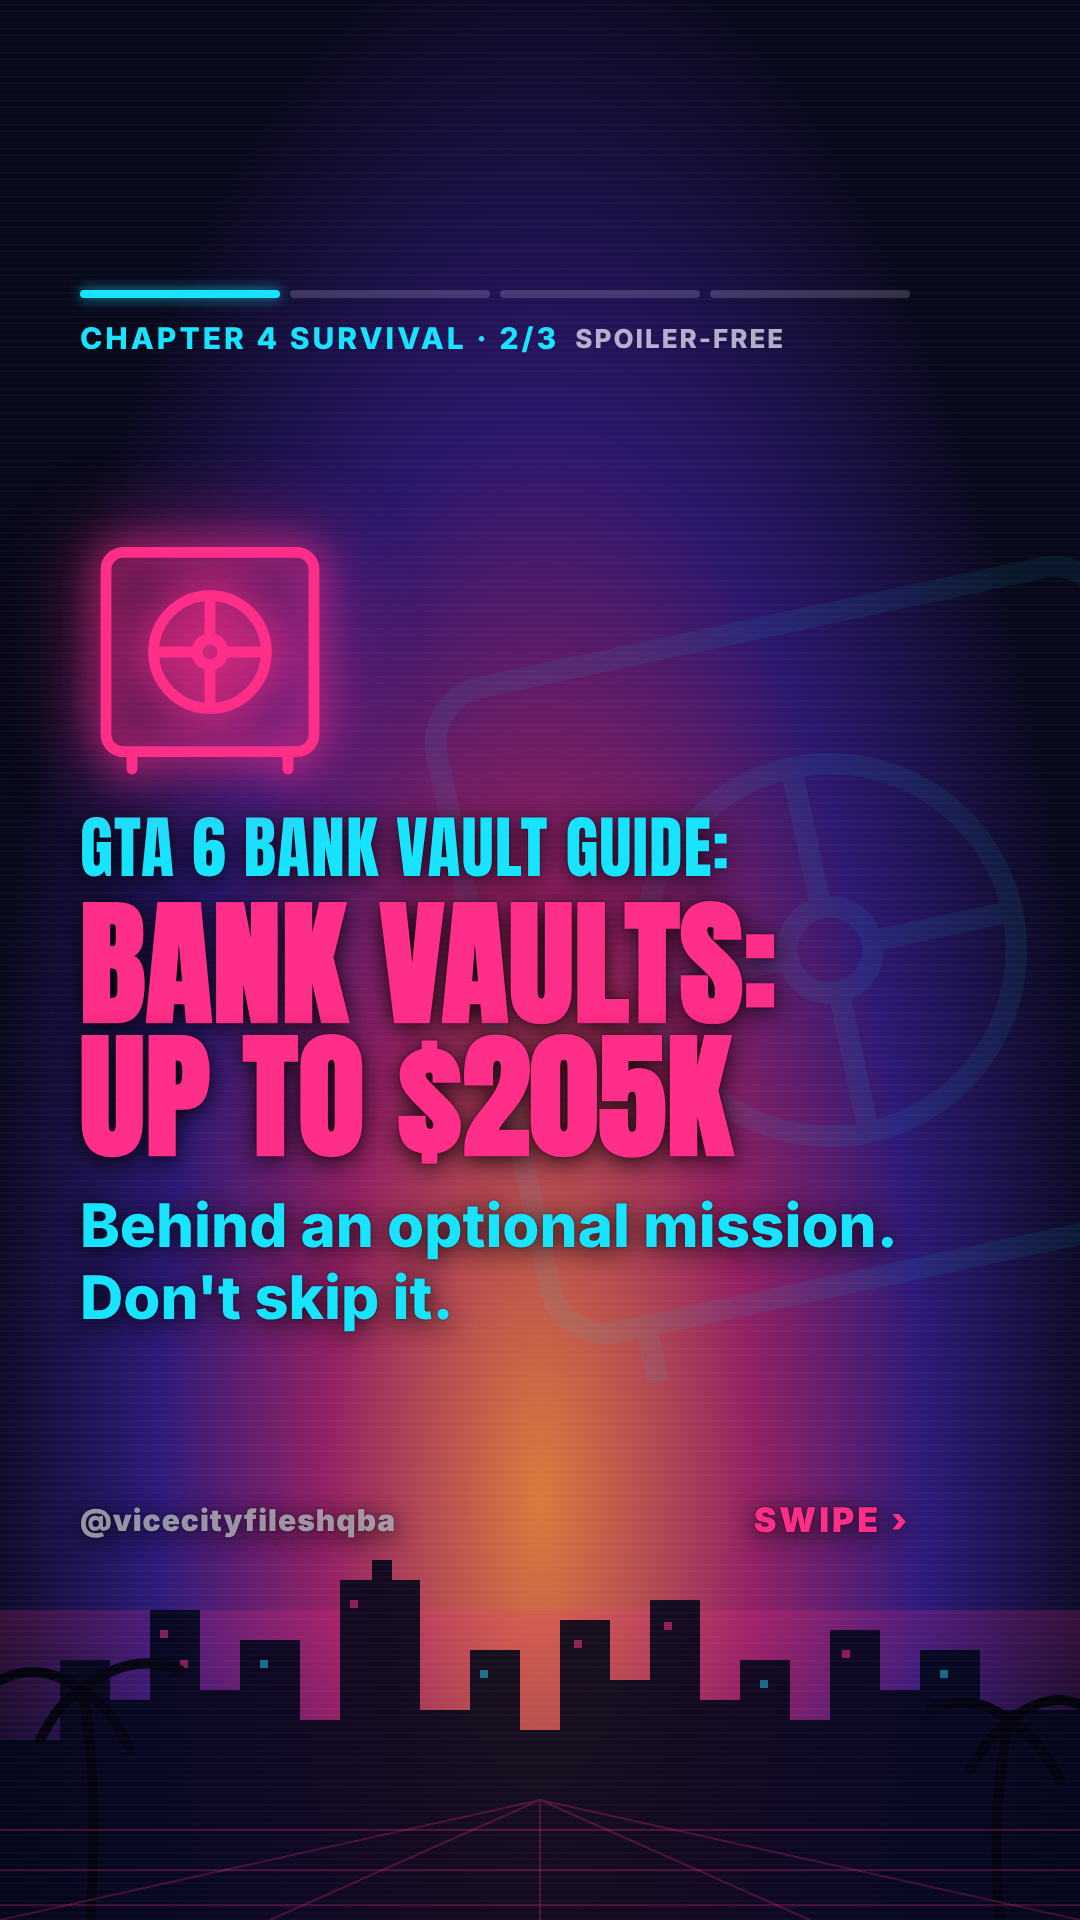 CHAPTER 4 SURVIVAL · 2/3 SPOILER-FREE
GTA 6 BANK VAULT GUIDE:
BANK VAULTS:
UP TO $205K
Behind an optional mission.
Don't skip it.
@vicecityfileshqba
SWIPE ›